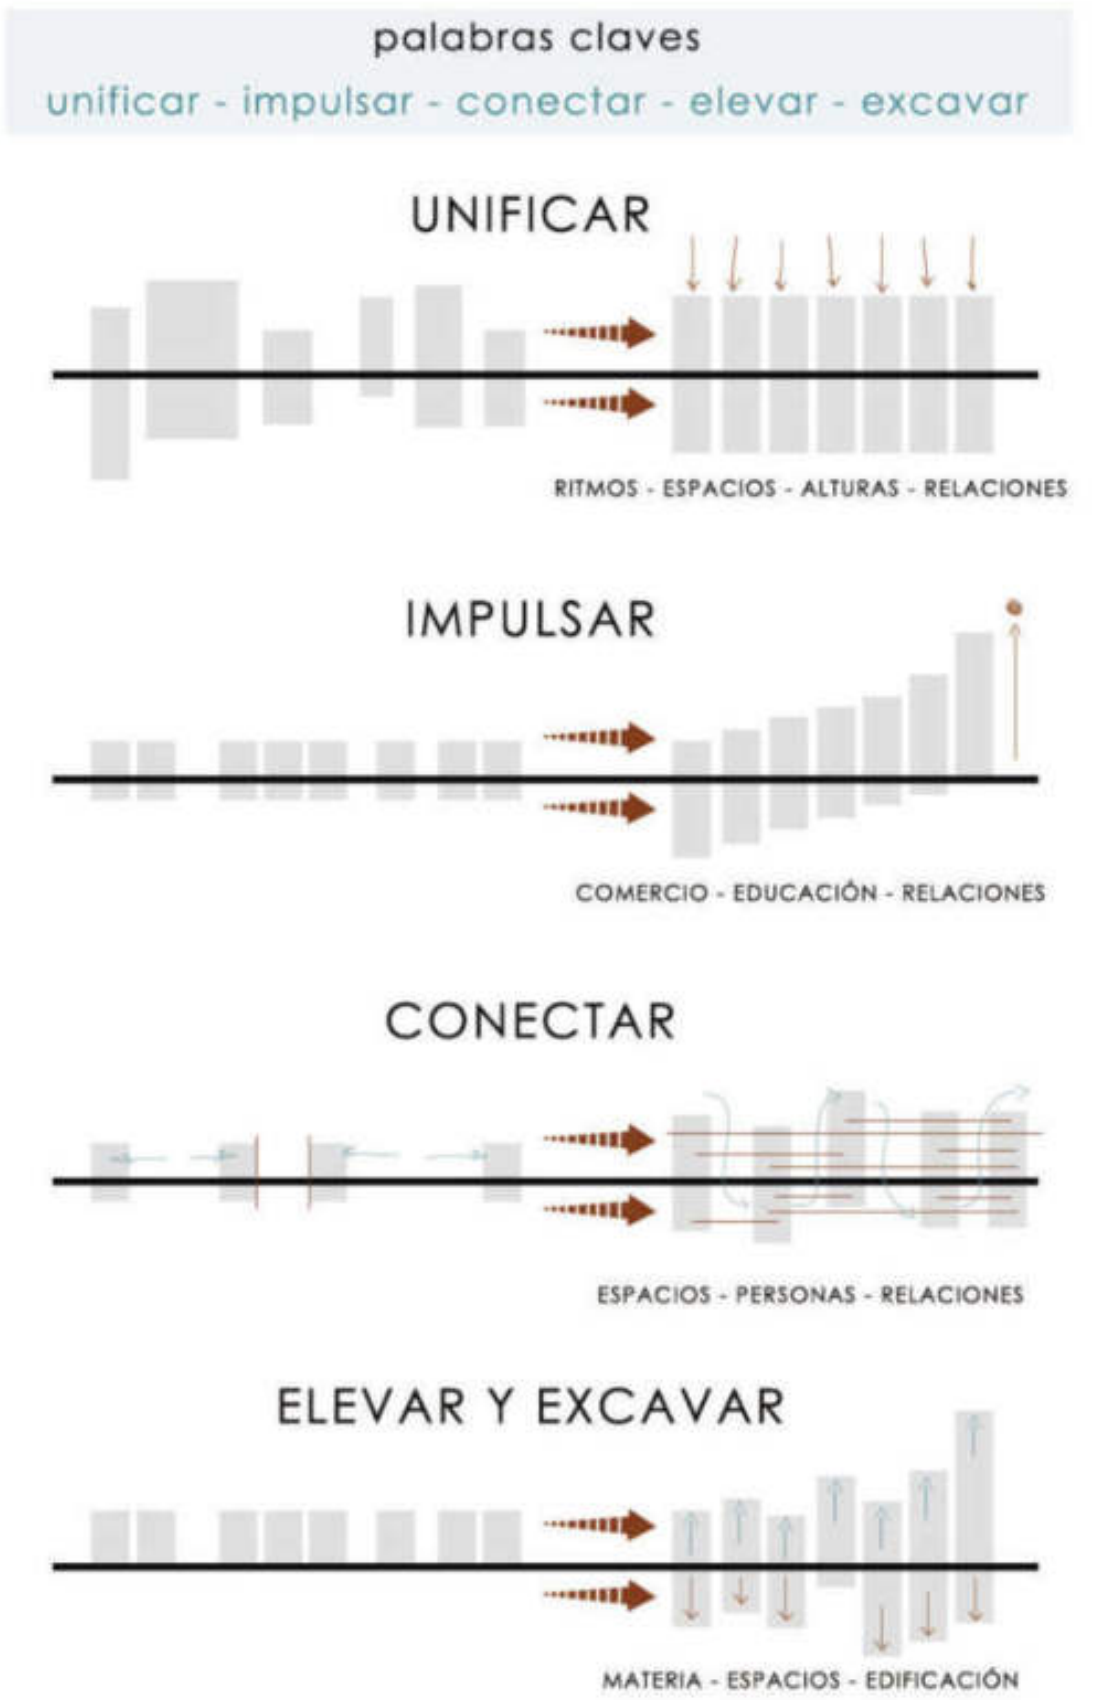 palabras claves
unificar - impulsar - conectar - elevar - excavar
UNIFICAR
RITMOS - ESPACIOS - ALTURAS - RELACIONES
IMPULSAR
COMERCIO - EDUCACIÓN - RELACIONES
CONECTAR
ESPACIOS - PERSONAS - RELACIONES
ELEVAR Y EXCAVAR
MATERIA - ESPACIOS - EDIFICACIÓN